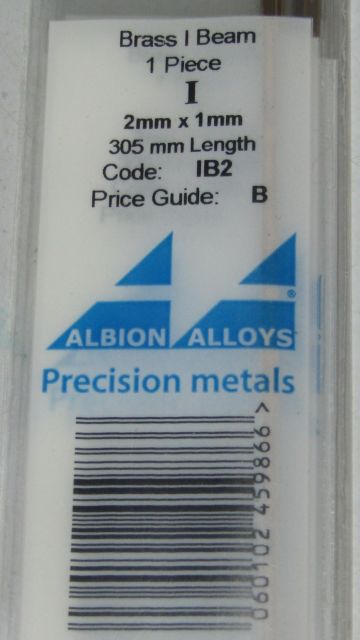 Brass I Beam
1 Piece
I
2mm x 1mm
305 mm Length
Code: IB2
Price Guide: B
ALBION ALLOYS
®
Precision metals
060102 459866 >